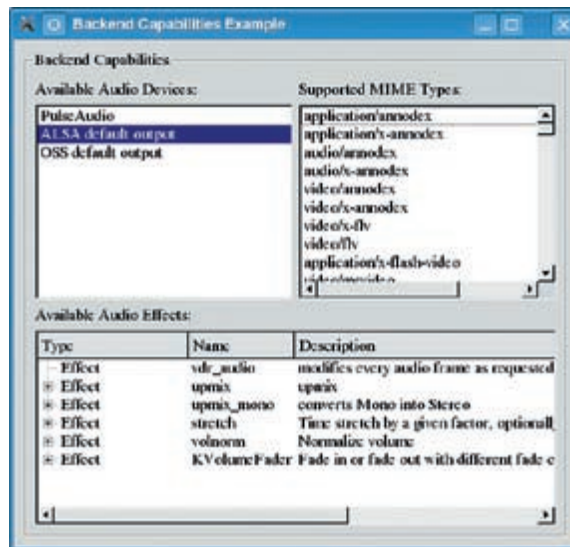 Backend Capabilities Example
Backend Capabilities
Available Audio Devices:
PulseAudio
ALSA default output
OSS default output
Supported MIME Types:
application/annodex
application/x-annodex
audio/annodex
audio/x-annodex
video/annodex
video/x-annodex
video/x-flv
video/flv
application/x-flash-video
Available Audio Effects:
Type Name Description
Effect vdr_audio modifies every audio frame as requested
Effect upmix upmix
Effect upmix_mono converts Mono into Stereo
Effect stretch Time stretch by a given factor, optionall
Effect volnorm Normalize volume
Effect KVolumeFader Fade in or fade out with different fade c